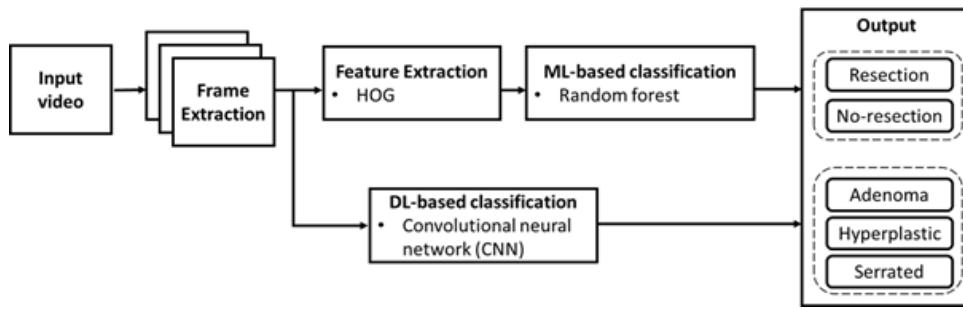 Input
video
Frame
Extraction
Feature Extraction
• HOG
ML-based classification
• Random forest
DL-based classification
• Convolutional neural
network (CNN)
Output
Resection
No-resection
Adenoma
Hyperplastic
Serrated